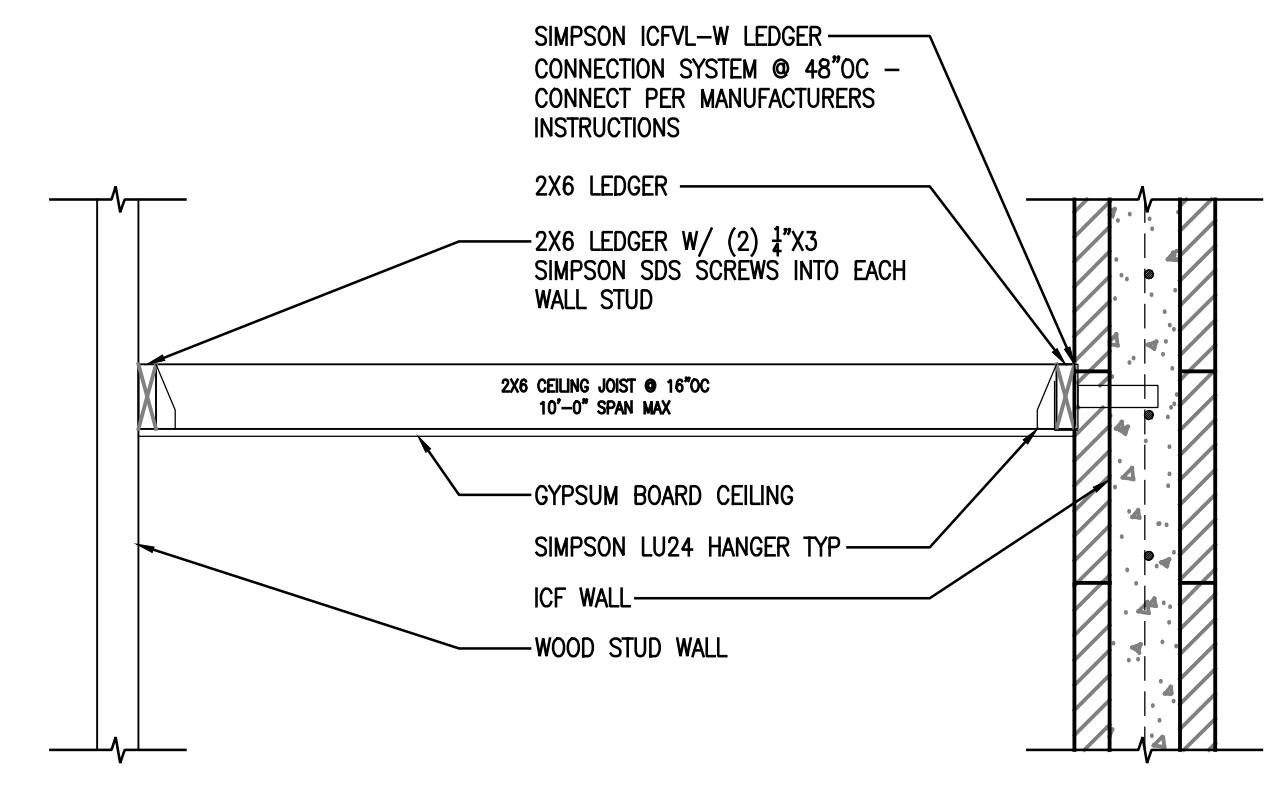 SIMPSON ICFVL-W LEDGER
CONNECTION SYSTEM @ 48"OC -
CONNECT PER MANUFACTURERS
INSTRUCTIONS
2X6 LEDGER
2X6 LEDGER W/ (2) 1/4"X3
SIMPSON SDS SCREWS INTO EACH
WALL STUD
2X6 CEILING JOIST @ 16"OC
10'-0" SPAN MAX
GYPSUM BOARD CEILING
SIMPSON LU24 HANGER TYP
ICF WALL
WOOD STUD WALL